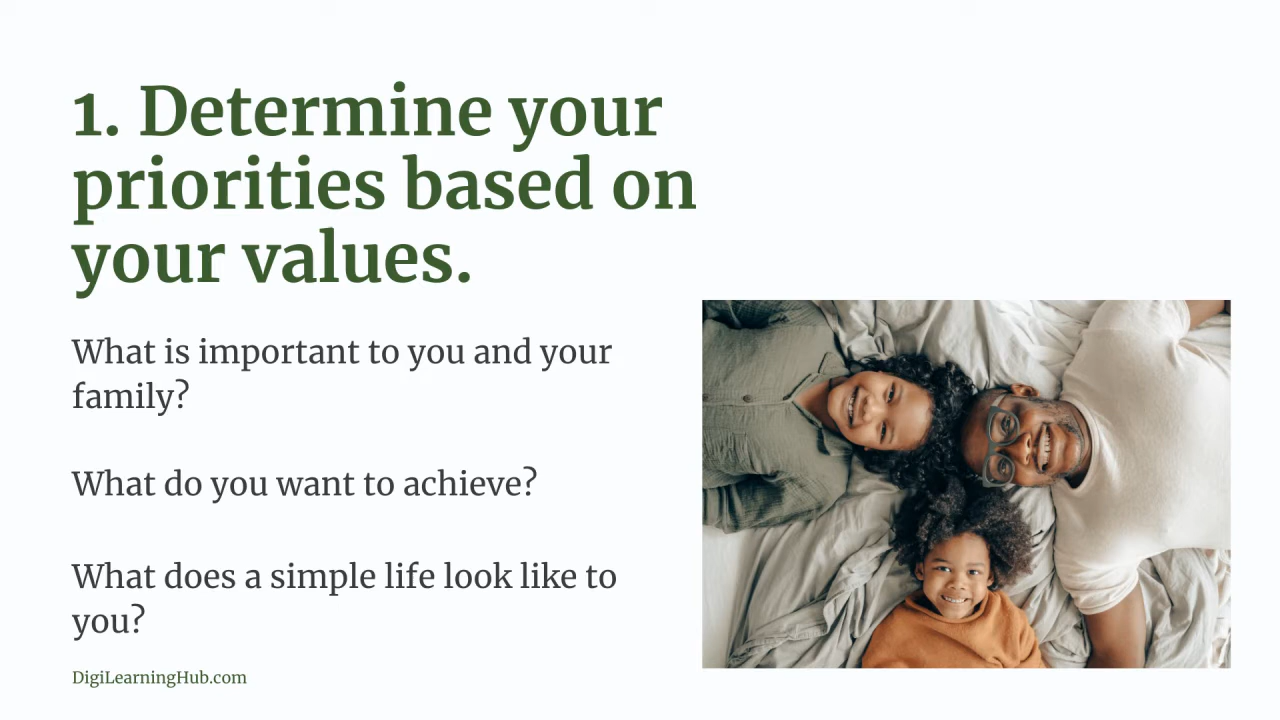 1. Determine your
priorities based on
your values.
What is important to you and your
family?
What do you want to achieve?
What does a simple life look like to
you?
DigiLearningHub.com